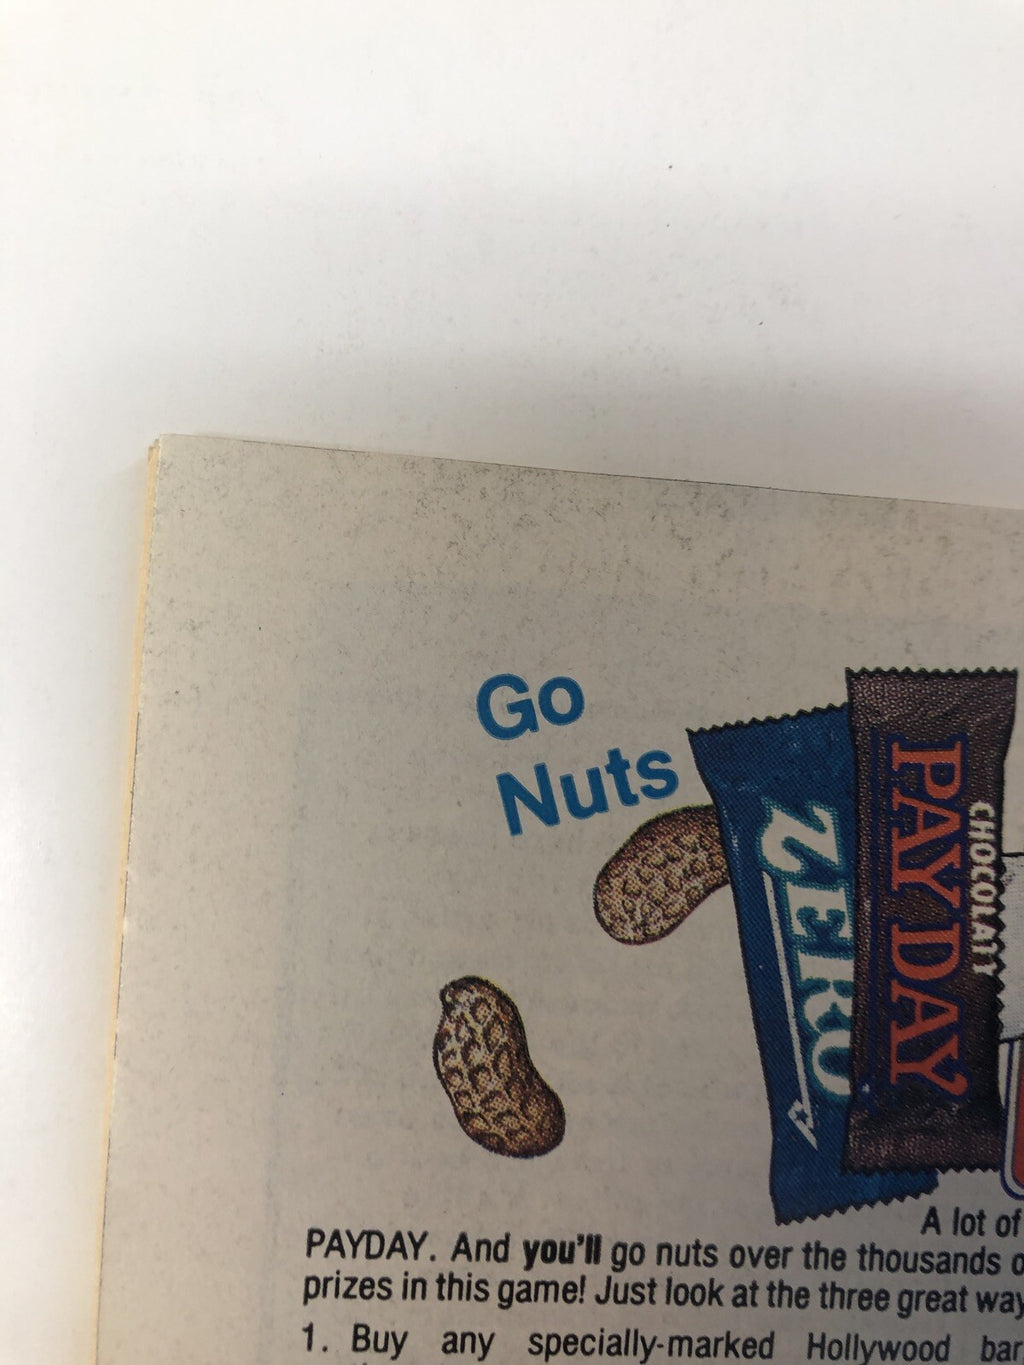 Go
Nuts
ZERO
PAYDAY
CHOCOLATY
A lot of
PAYDAY. And you'll go nuts over the thousands
prizes in this game! Just look at the three great
1. Buy any specially-marked Hollywood bar